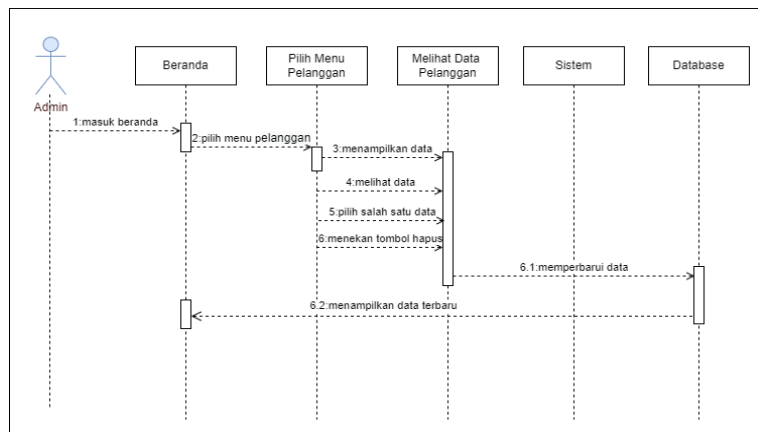 Beranda
Pilih Menu
Pelanggan
Melihat Data
Pelanggan
Sistem
Database
Admin
1:masuk beranda
2:pilih menu pelanggan
3:menampilkan data
4:melihat data
5:pilih salah satu data
6:menekan tombol hapus
6.1:memperbarui data
6.2:menampilkan data terbaru